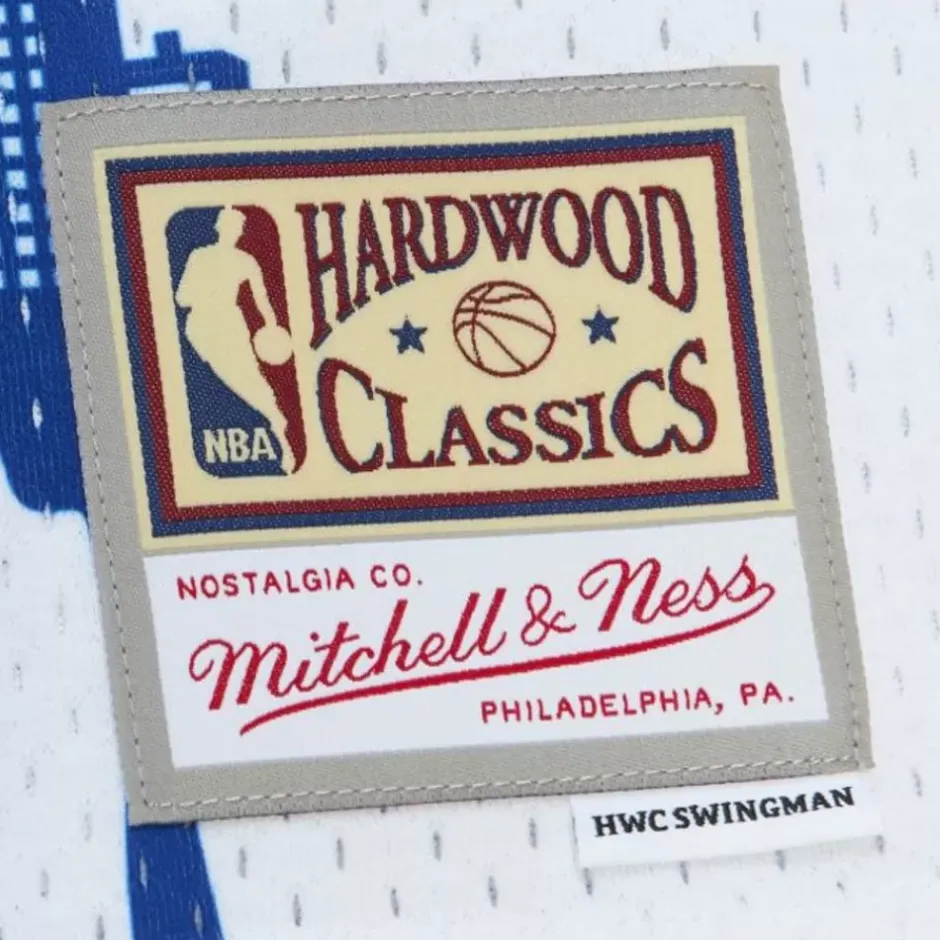 HARDWOOD
CLASSICS
NBA
NOSTALGIA CO.
Mitchell & Ness
PHILADELPHIA, PA.
HWC SWINGMAN